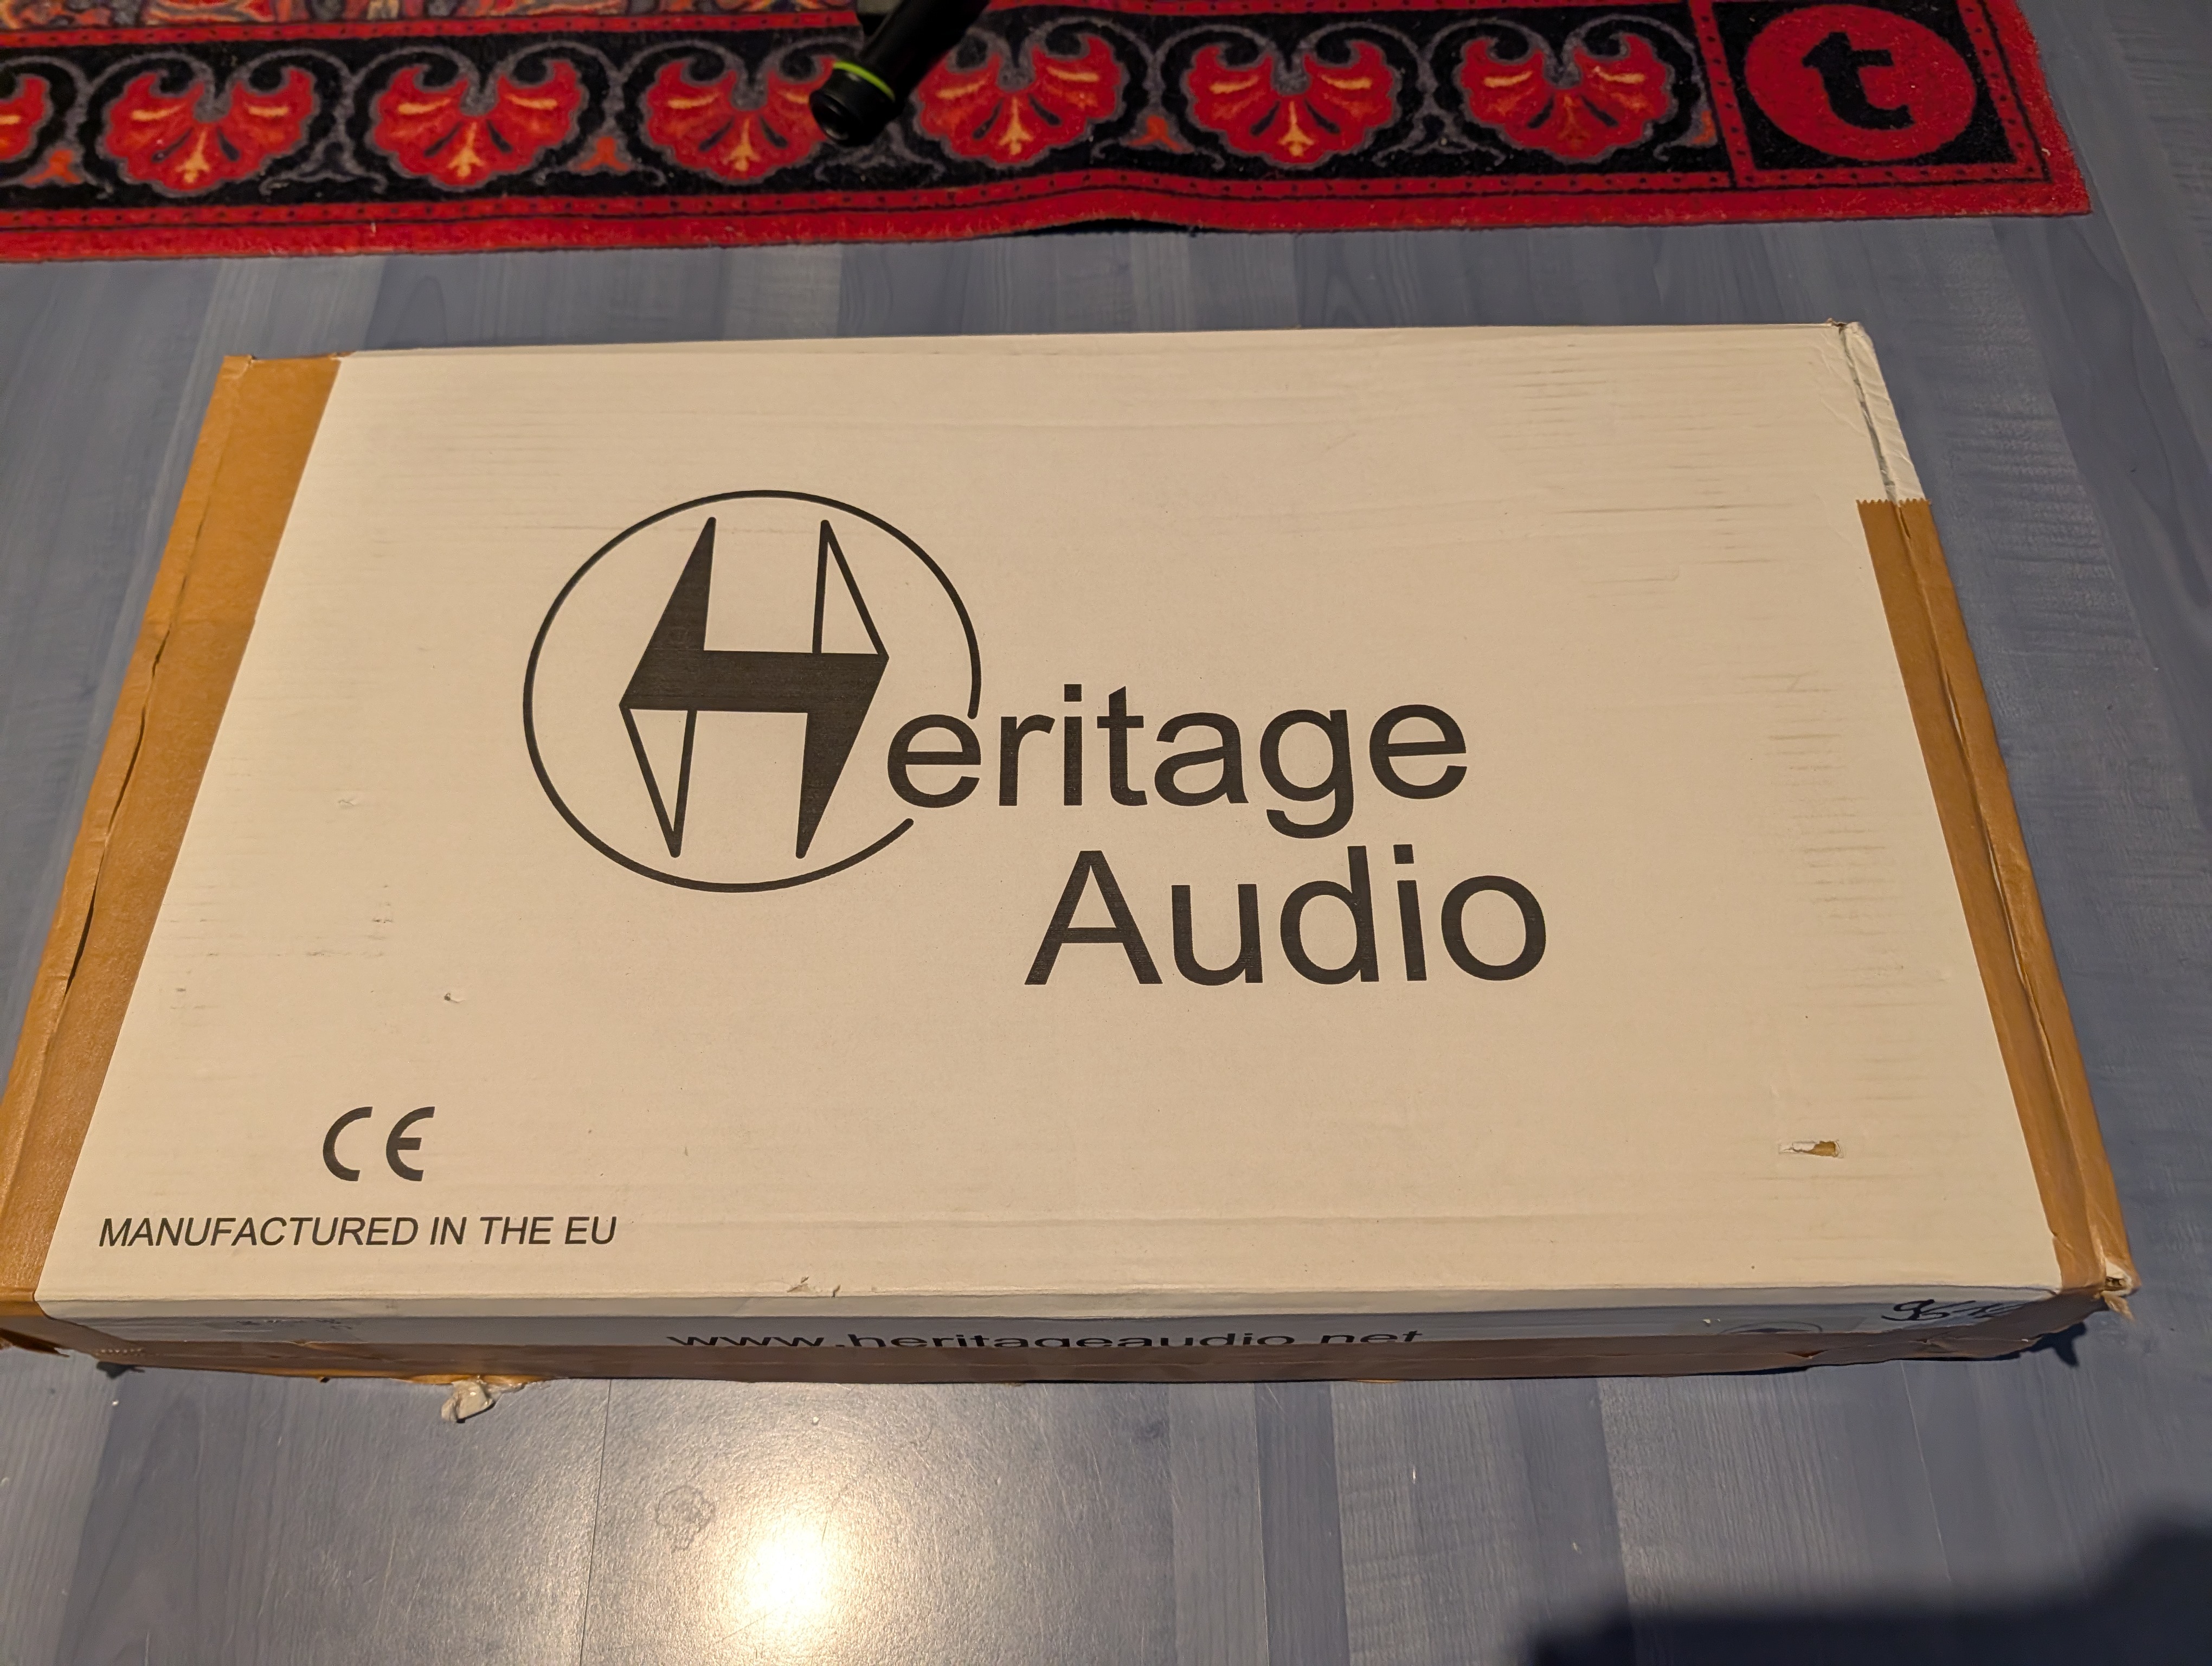 t
Heritage
Audio
CE
MANUFACTURED IN THE EU
www.heritageaudio.net